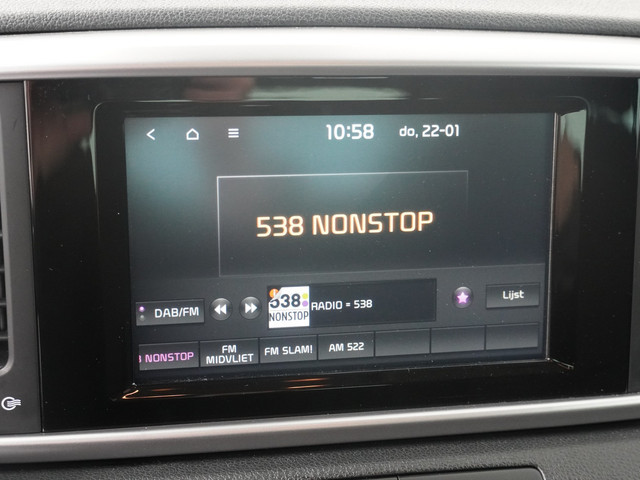 10:58 do, 22-01
538 NONSTOP
DAB/FM
538
NONSTOP
RADIO = 538
Lijst
NONSTOP
FM
MIDVLIET
FM SLAM!
AM 522